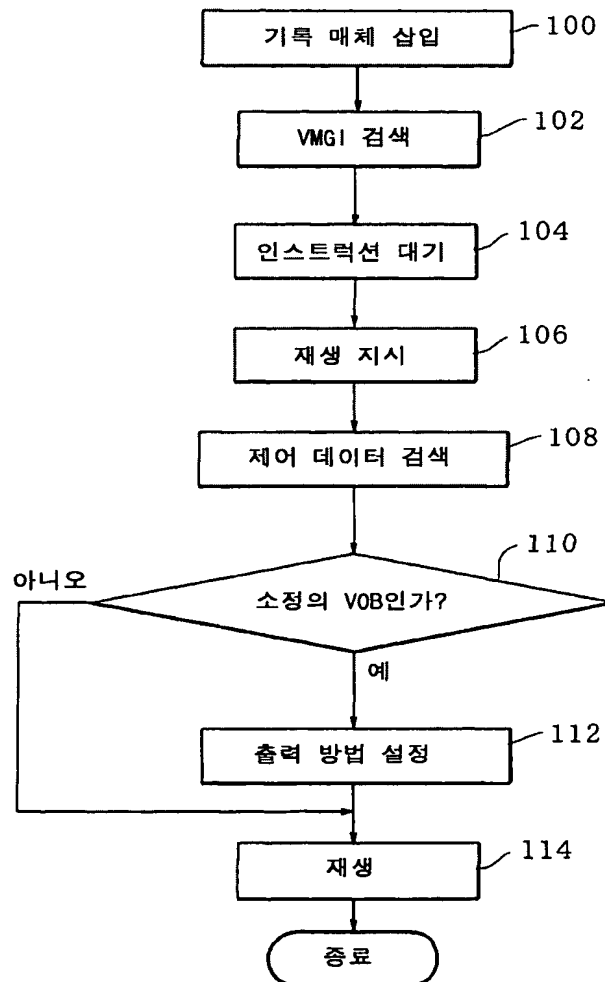 기록 매체 삽입
100
VMGI 검색
102
인스트럭션 대기
104
재생 지시
106
제어 데이터 검색
108
소정의 VOB인가?
110
아니오
예
출력 방법 설정
112
재생
114
종료